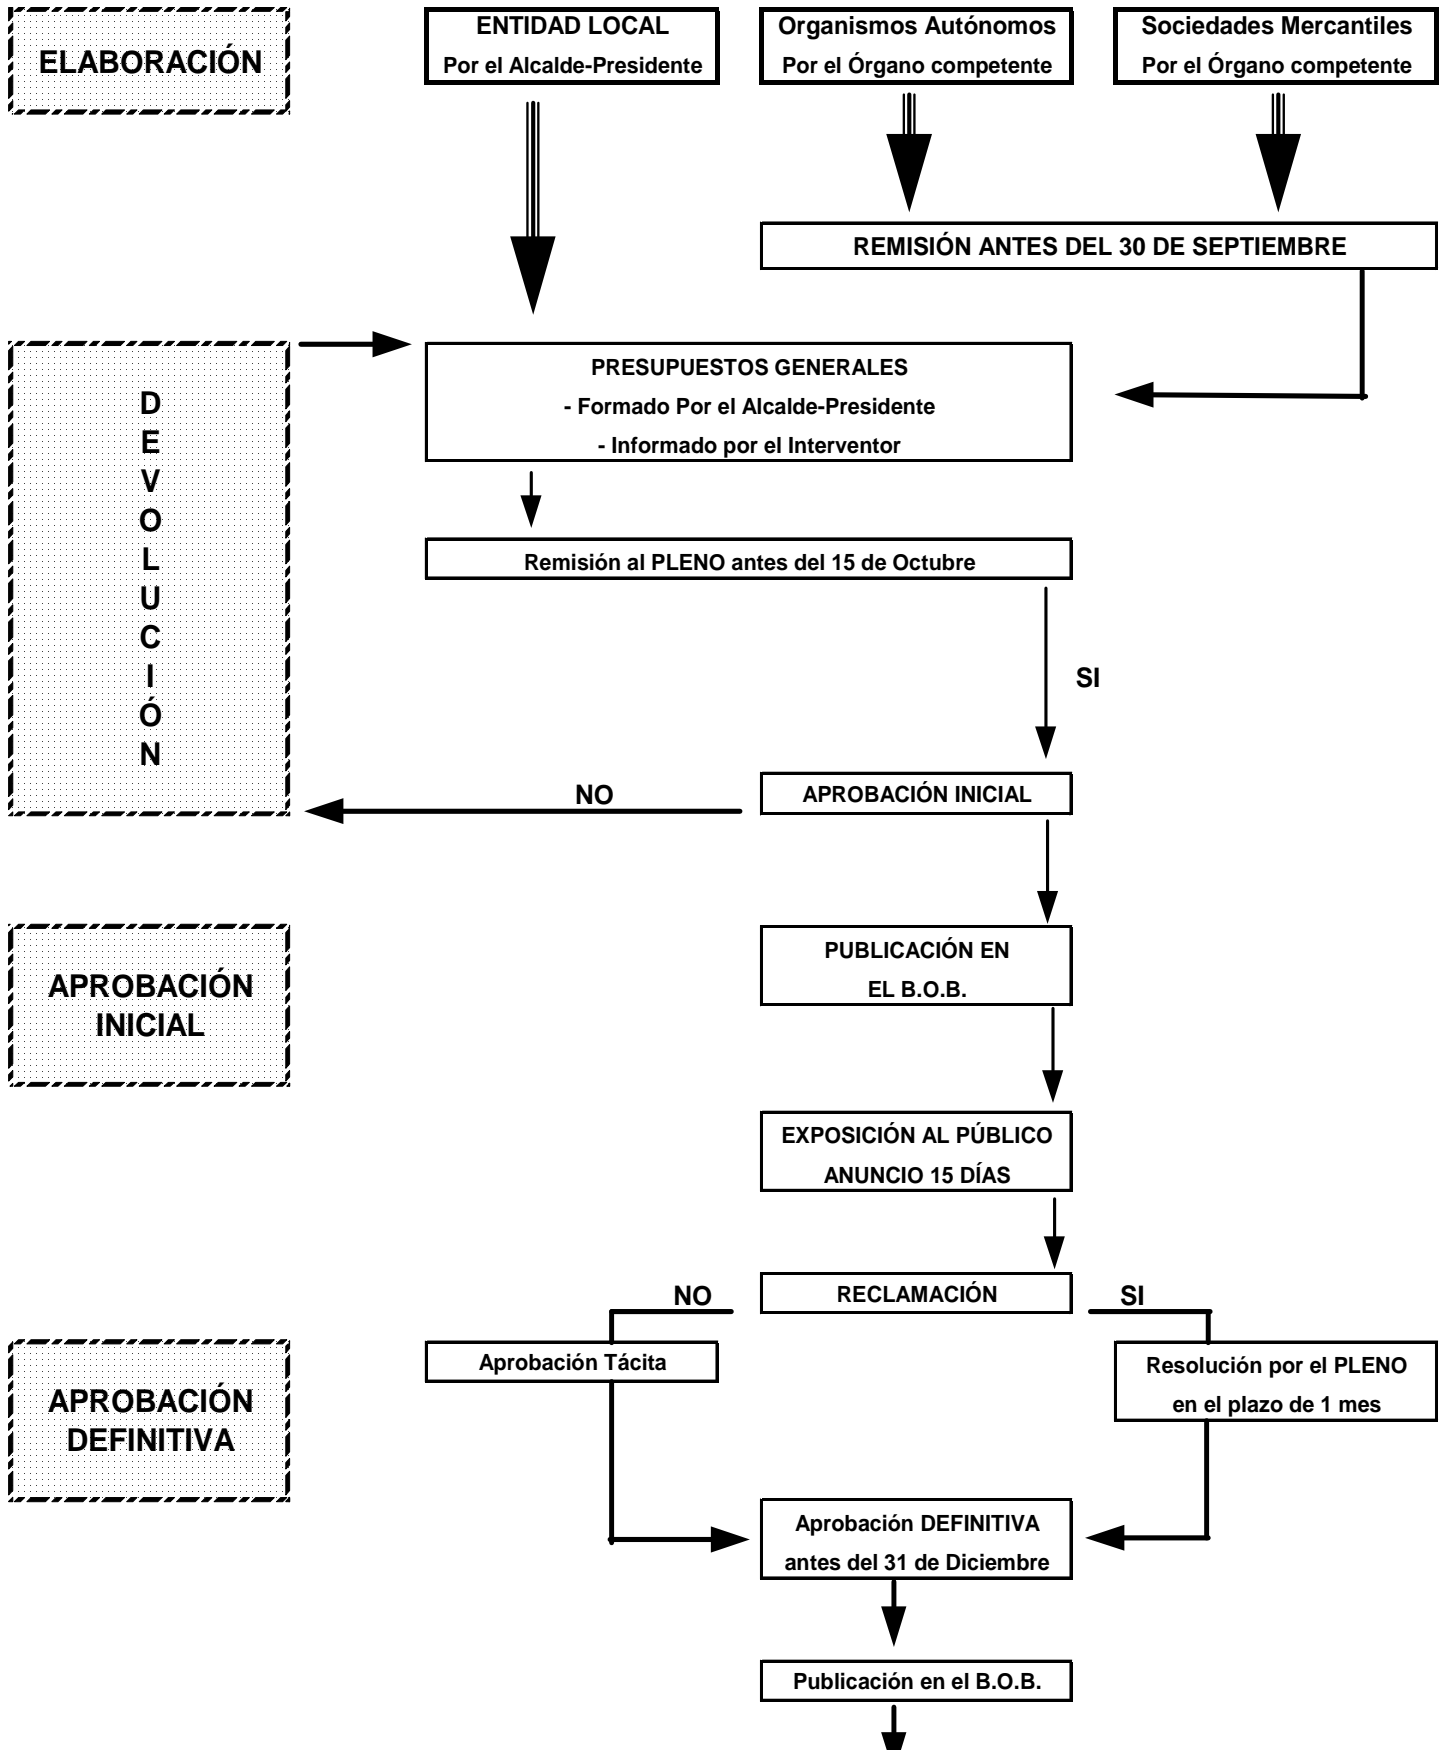 ELABORACIÓN
ENTIDAD LOCAL
Por el Alcalde-Presidente
Organismos Autónomos
Por el Órgano competente
Sociedades Mercantiles
Por el Órgano competente
REMISIÓN ANTES DEL 30 DE SEPTIEMBRE
D
E
V
O
L
U
C
I
Ó
N
PRESUPUESTOS GENERALES
- Formado Por el Alcalde-Presidente
- Informado por el Interventor
Remisión al PLENO antes del 15 de Octubre
SI
NO
APROBACIÓN INICIAL
APROBACIÓN
INICIAL
PUBLICACIÓN EN
EL B.O.B.
EXPOSICIÓN AL PÚBLICO
ANUNCIO 15 DÍAS
NO
RECLAMACIÓN
SI
APROBACIÓN
DEFINITIVA
Aprobación Tácita
Resolución por el PLENO
en el plazo de 1 mes
Aprobación DEFINITIVA
antes del 31 de Diciembre
Publicación en el B.O.B.